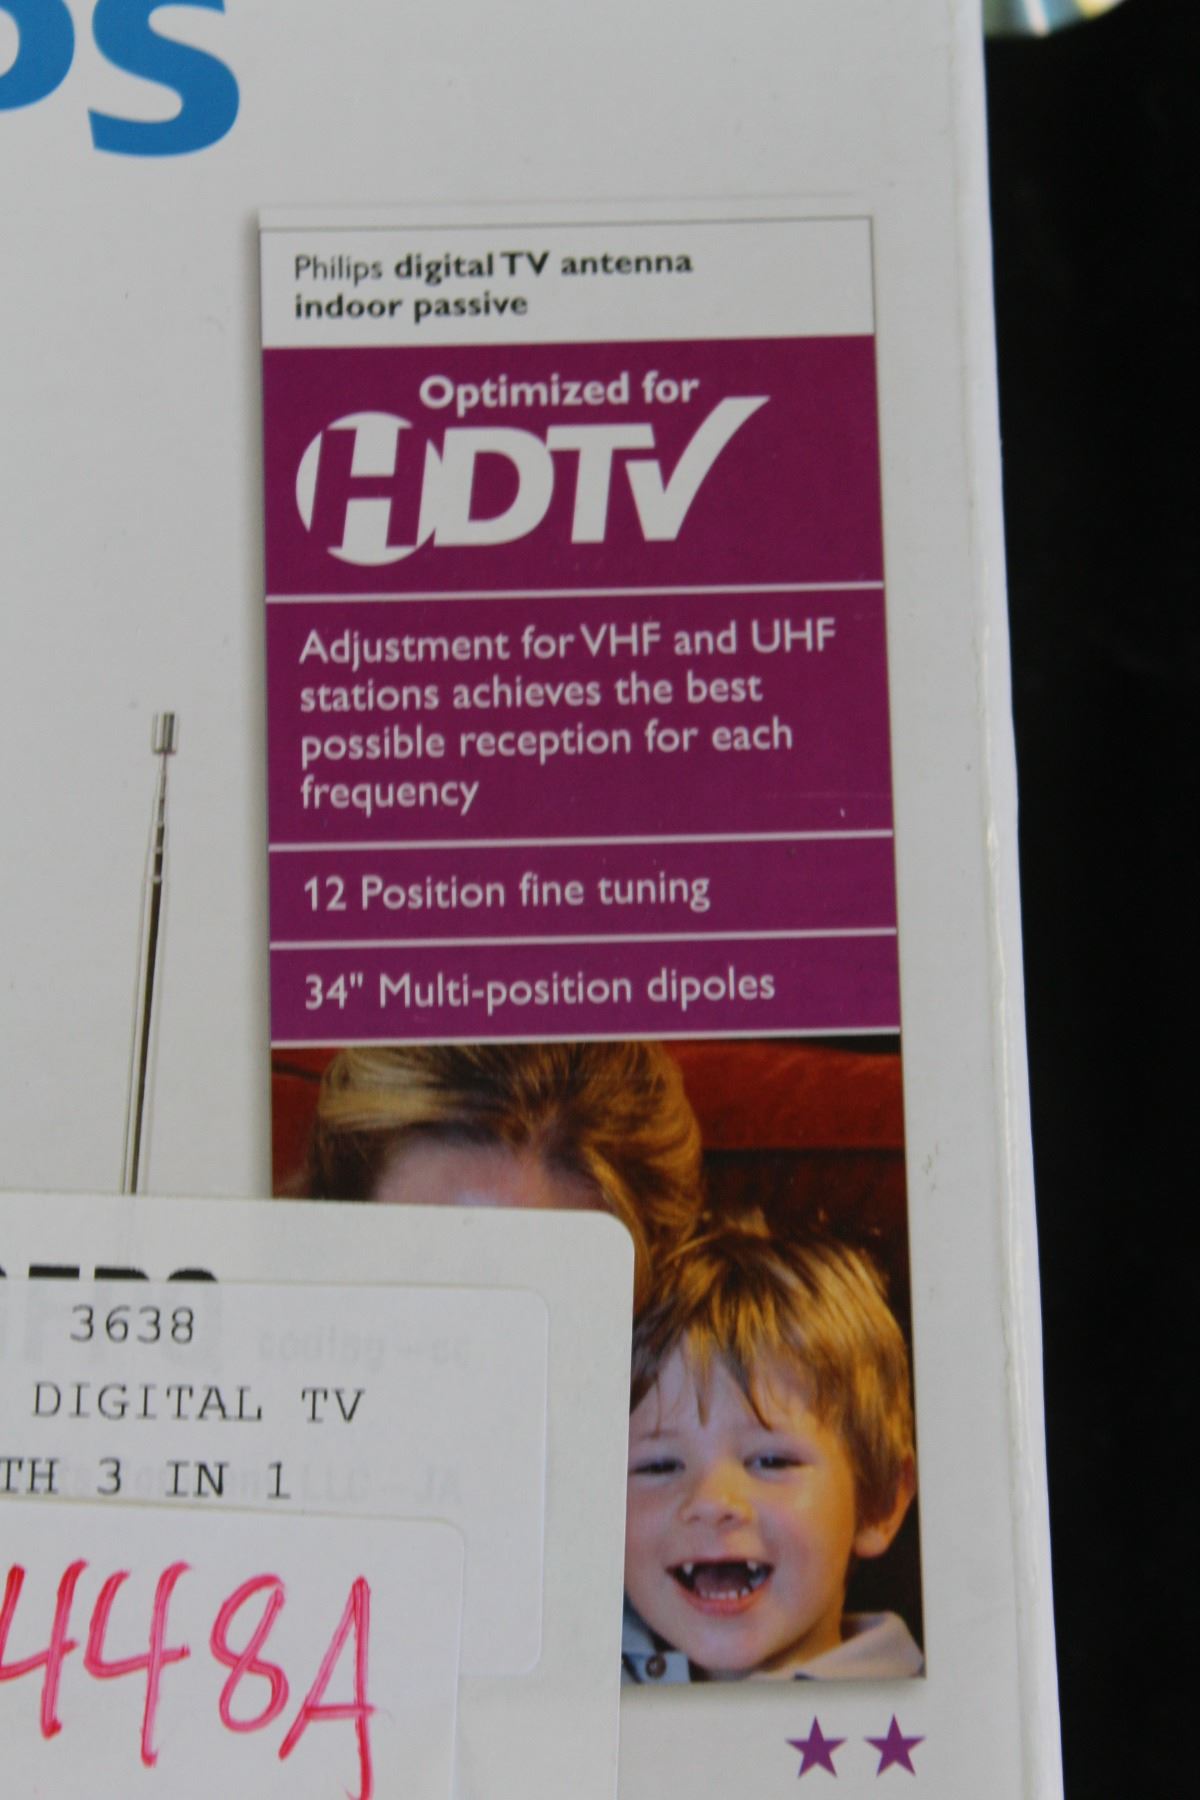 PS
Philips digital TV antenna
indoor passive
Optimized for
HDTV
Adjustment for VHF and UHF
stations achieves the best
possible reception for each
frequency
12 Position fine tuning
34" Multi-position dipoles
3638
DIGITAL TV
TH 3 IN 1
448A